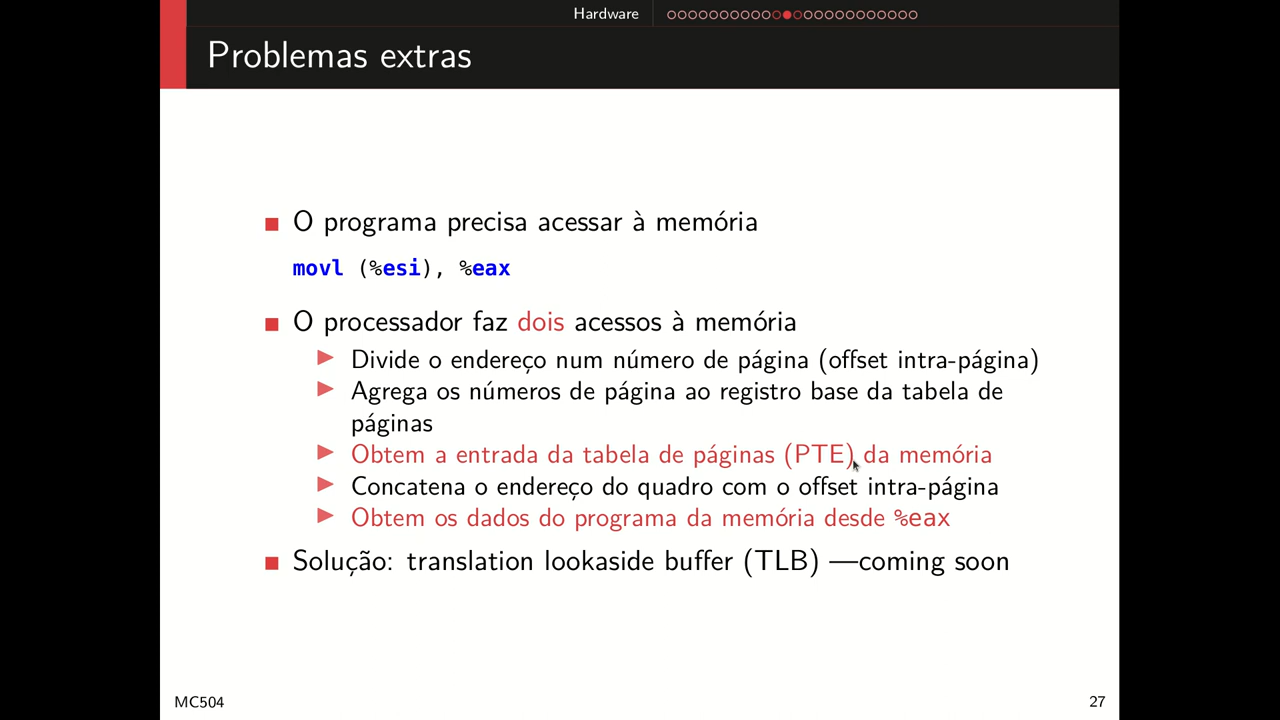 Hardware
Problemas extras
O programa precisa acessar à memória
movl (%esi), %eax
O processador faz dois acessos à memória
Divide o endereço num número de página (offset intra-página)
Agrega os números de página ao registro base da tabela de
páginas
Obtem a entrada da tabela de páginas (PTE) da memória
Concatena o endereço do quadro com o offset intra-página
Obtem os dados do programa da memória desde %eax
Solução: translation lookaside buffer (TLB) —coming soon
MC504
27